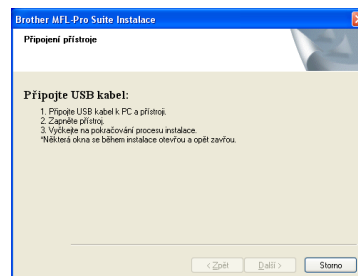 Brother MFL-Pro Suite Instalace
Připojení přístroje
Připojte USB kabel:
1. Připojte USB kabel k PC a přístroji.
2. Zapněte přístroj.
3. Vyčkejte na pokračování procesu instalace.
*Některá okna se během instalace otevřou a opět zavřou.
< Zpět Další > Storno